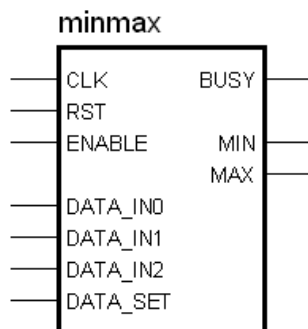 minmax
CLK BUSY
RST
ENABLE MIN
MAX
DATA_IN0
DATA_IN1
DATA_IN2
DATA_SET